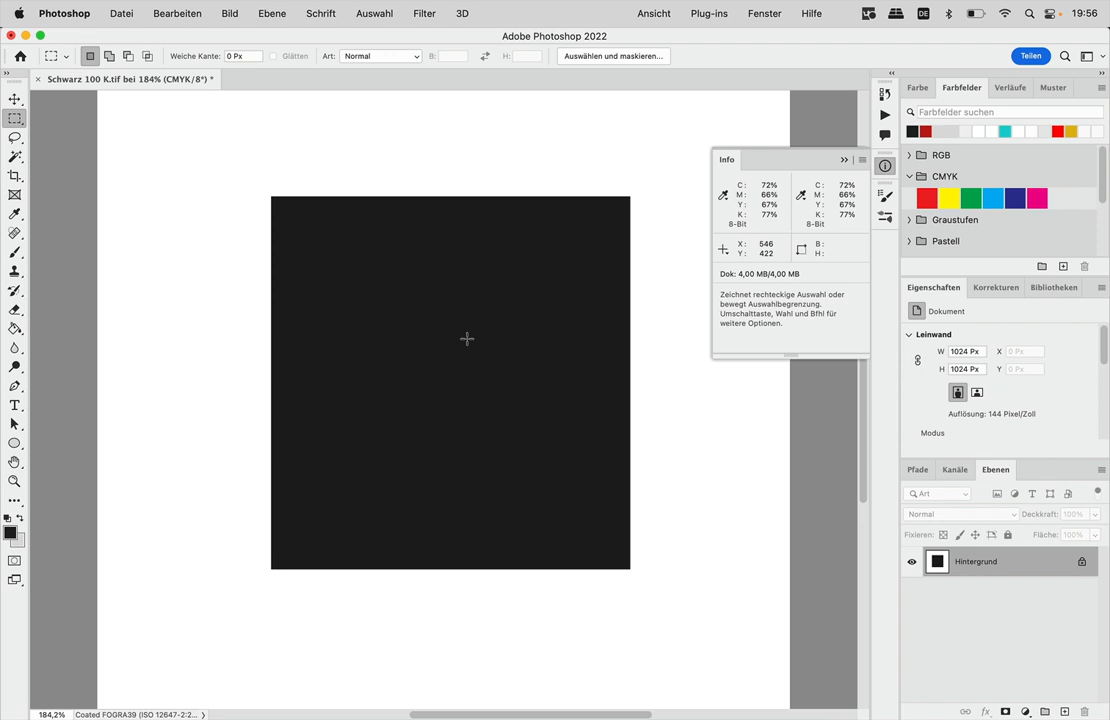 Photoshop Datei Bearbeiten Bild Ebene Schrift Auswahl Filter 3D Ansicht Plug-ins Fenster Hilfe DE 19:56
Adobe Photoshop 2022
Weiche Kante: 0 Px Glätten Art: Normal B: H: Auswählen und maskieren... Teilen
Schwarz 100 K.tif bei 184% (CMYK/8*) *
Farbe Farbfelder Verläufe Muster
Farbfelder suchen
RGB
CMYK
Graustufen
Pastell
Info
C: 72% C: 72%
M: 66% M: 66%
Y: 67% Y: 67%
K: 77% K: 77%
8-Bit 8-Bit
X: 546 B:
Y: 422 H:
Dok: 4,00 MB/4,00 MB
Zeichnet rechteckige Auswahl oder
bewegt Auswahlbegrenzung.
Umschalttaste, Wahl und Bfhl für
weitere Optionen.
Eigenschaften Korrekturen Bibliotheken
Dokument
Leinwand
W 1024 Px X 0 Px
H 1024 Px Y 0 Px
Auflösung: 144 Pixel/Zoll
Modus
Pfade Kanäle Ebenen
Art
Normal Deckkraft: 100%
Fixieren: Fläche: 100%
Hintergrund
fx
184,2% Coated FOGRA39 (ISO 12647-2:2...